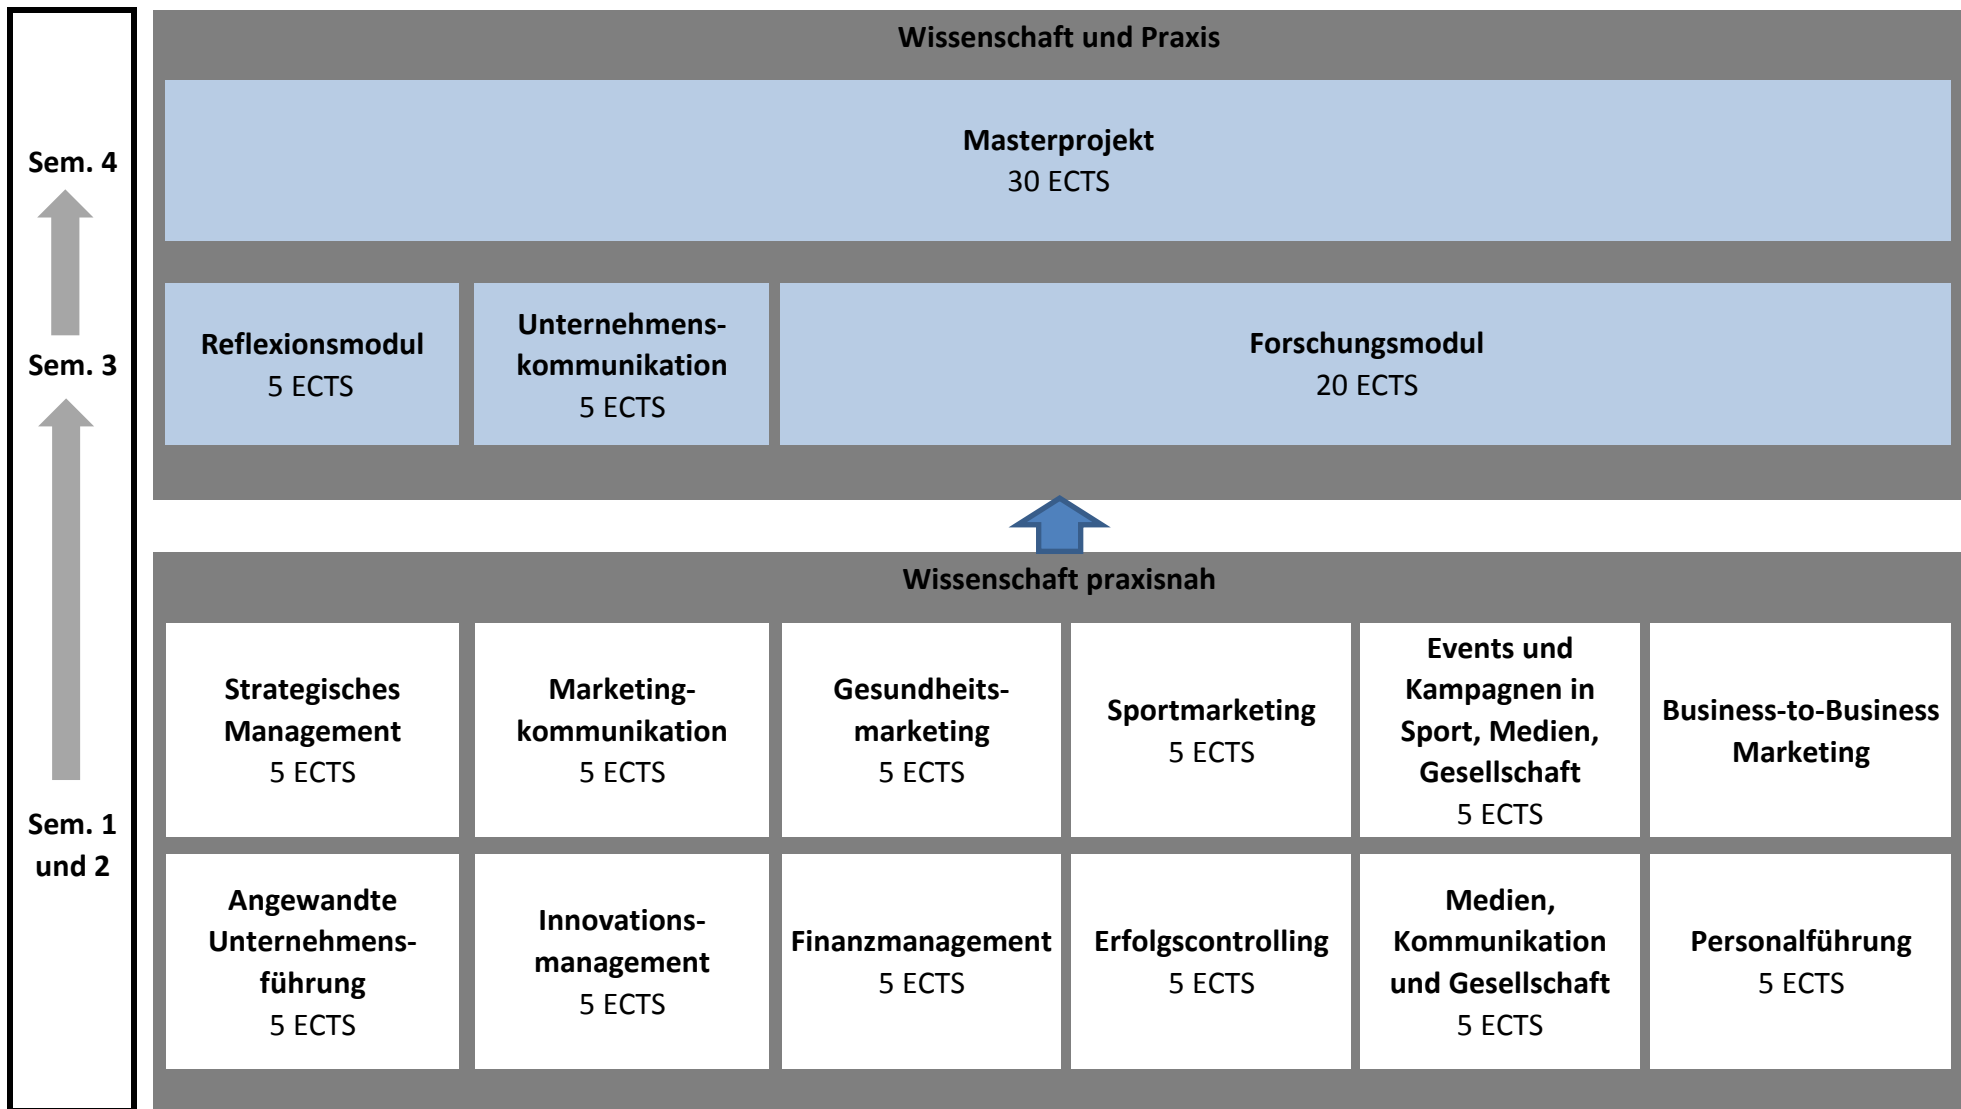 Wissenschaft und Praxis
Sem. 4
Masterprojekt
30 ECTS
Sem. 3
Reflexionsmodul
5 ECTS
Unternehmens-
kommunikation
5 ECTS
Forschungsmodul
20 ECTS
Wissenschaft praxisnah
Sem. 1
und 2
Strategisches
Management
5 ECTS
Marketing-
kommunikation
5 ECTS
Gesundheits-
marketing
5 ECTS
Sportmarketing
5 ECTS
Events und
Kampagnen in
Sport, Medien,
Gesellschaft
5 ECTS
Business-to-Business
Marketing
Angewandte
Unternehmens-
führung
5 ECTS
Innovations-
management
5 ECTS
Finanzmanagement
5 ECTS
Erfolgscontrolling
5 ECTS
Medien,
Kommunikation
und Gesellschaft
5 ECTS
Personalführung
5 ECTS